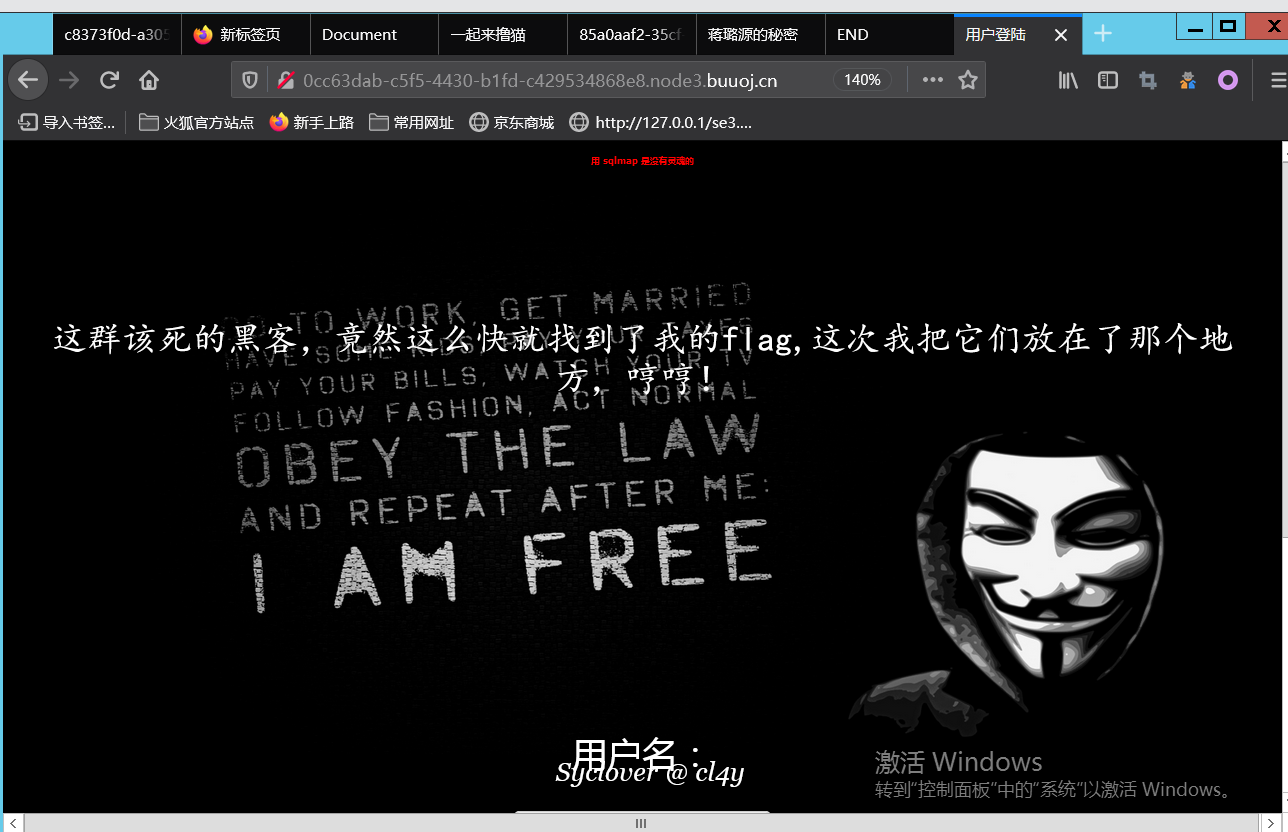 c8373f0d-a305
新标签页
Document
一起来撸猫
85a0aaf2-35cf
蒋璐源的秘密
END
用户登陆
0cc63dab-c5f5-4430-b1fd-c429534868e8.node3.buuoj.cn
140%
导入书签...
火狐官方站点
新手上路
常用网址
京东商城
http://127.0.0.1/se3....
用 sqlmap 是没有灵魂的
这群该死的黑客，竟然这么快就找到了我的flag,这次我把它们放在了那个地
方，哼哼！
GO TO WORK, GET MARRIED
HAVE SOME KIDS, PAY YOUR TAXES
PAY YOUR BILLS, WATCH YOUR TV
FOLLOW FASHION, ACT NORMAL
OBEY THE LAW
AND REPEAT AFTER ME:
I AM FREE
用户名：
Syclover @ cl4y
激活 Windows
转到"控制面板"中的"系统"以激活 Windows。